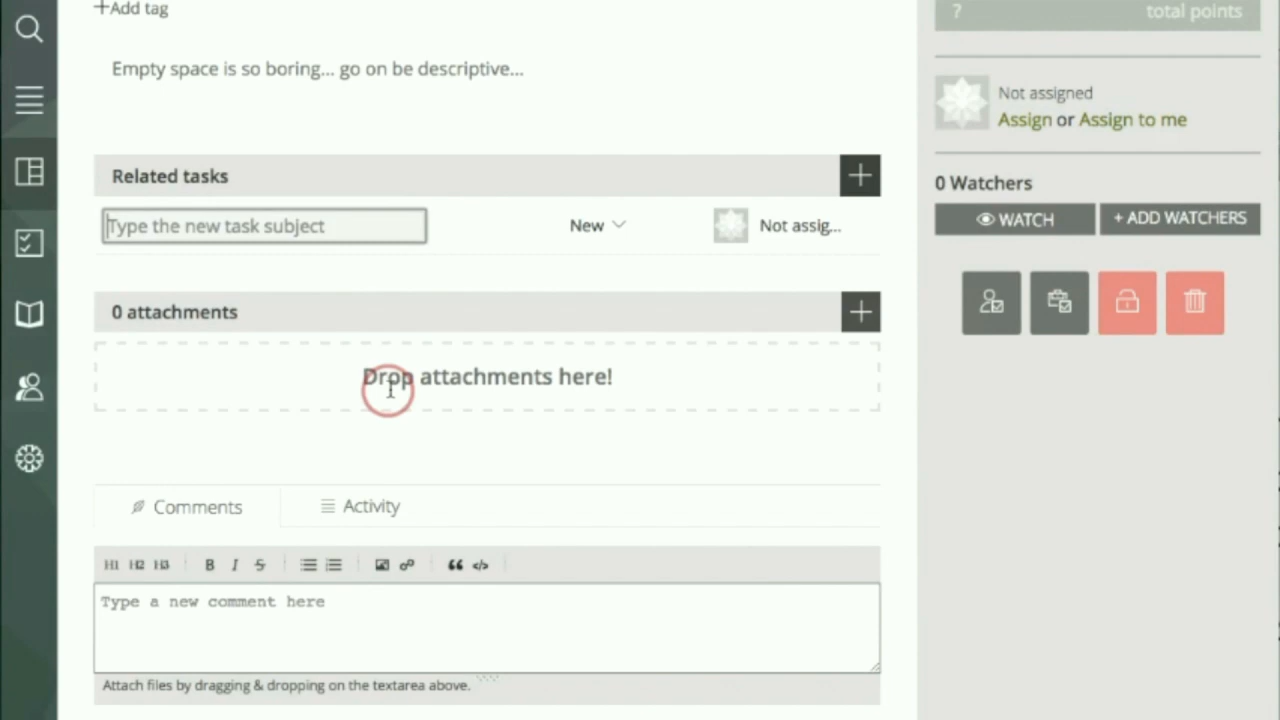 +Add tag
Empty space is so boring... go on be descriptive...
Related tasks
Type the new task subject
New
Not assig...
0 attachments
Drop attachments here!
Comments
Activity
H1 H2 H3 B I S
Type a new comment here
Attach files by dragging & dropping on the textarea above.
? total points
Not assigned
Assign or Assign to me
0 Watchers
WATCH
+ ADD WATCHERS